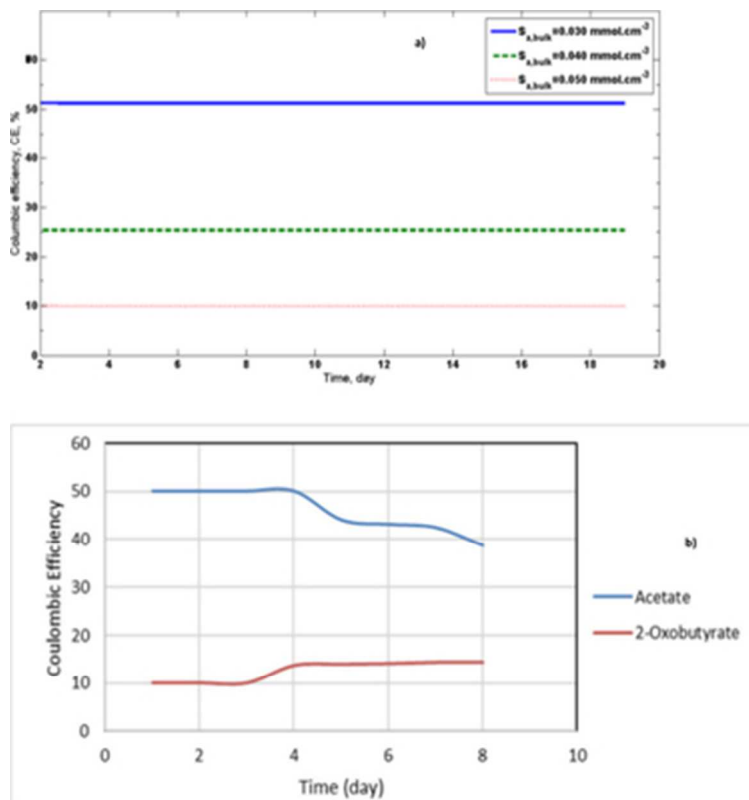 a)
S a,bulk =0.030 mmol.cm-3
S a,bulk =0.040 mmol.cm-3
S a,bulk =0.050 mmol.cm-3
Columbic efficiency, CE, %
60
50
40
30
20
10
0
2 4 6 8 10 12 14 16 18 20
Time, day
b)
Coulombic Efficiency
60
50
40
30
20
10
0
0 2 4 6 8 10
Time (day)
Acetate
2-Oxobutyrate